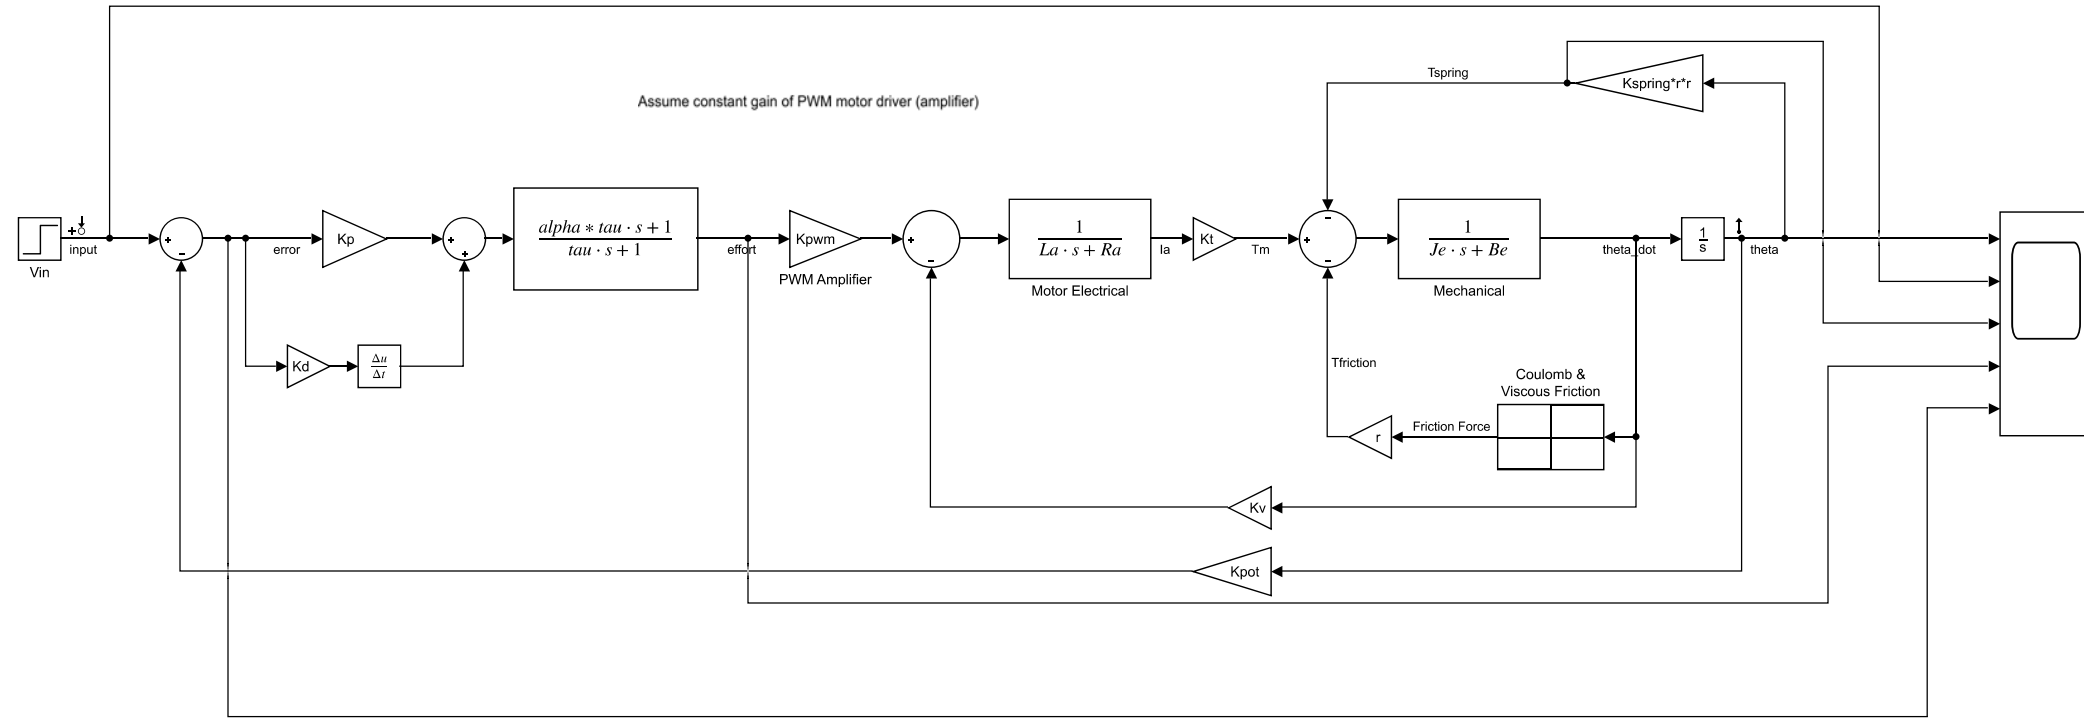 Assume constant gain of PWM motor driver (amplifier)
Tspring
Kspring*r*r
+
input
Vin
+
-
error
Kp
+
+
alpha * tau · s + 1
tau · s + 1
effort
Kpwm
PWM Amplifier
+
-
1
La · s + Ra
Motor Electrical
Ia
Kt
Tm
-
+
-
1
Je · s + Be
Mechanical
theta_dot
1
s
theta
Kd
Δu
Δt
Tfriction
Coulomb &
Viscous Friction
Friction Force
r
Kv
Kpot